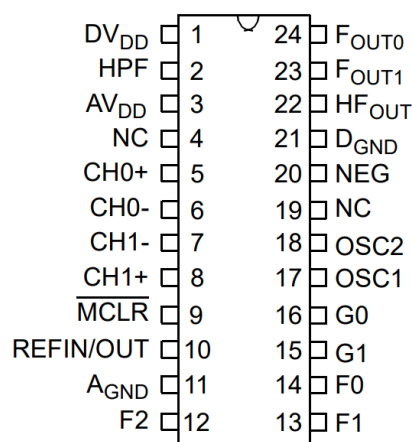 DVDD 1 24 FOUT0
HPF 2 23 FOUT1
AVDD 3 22 HFOUT
NC 4 21 DGND
CH0+ 5 20 NEG
CH0- 6 19 NC
CH1- 7 18 OSC2
CH1+ 8 17 OSC1
MCLR 9 16 G0
REFIN/OUT 10 15 G1
AGND 11 14 F0
F2 12 13 F1